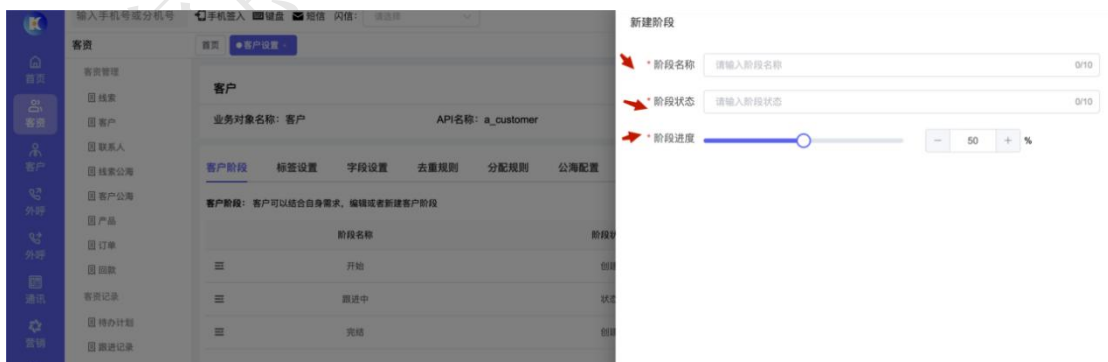 输入手机号或分机号 手机签入 键盘 短信 闪信： 请选择
首页
客资
客户
外呼
外呼
通讯
营销
客资
客资管理
线索
客户
联系人
线索公海
客户公海
产品
订单
回款
客资记录
待办计划
跟进记录
首页 客户设置
客户
业务对象名称：客户 API名称：a_customer
客户阶段 标签设置 字段设置 去重规则 分配规则 公海配置
客户阶段：客户可以结合自身需求，编辑或者新建客户阶段
阶段名称 阶段状
开始 创建
跟进中 状态
完结 创建
新建阶段
* 阶段名称 请输入阶段名称 0/10
* 阶段状态 请输入阶段状态 0/10
* 阶段进度 − 50 + %